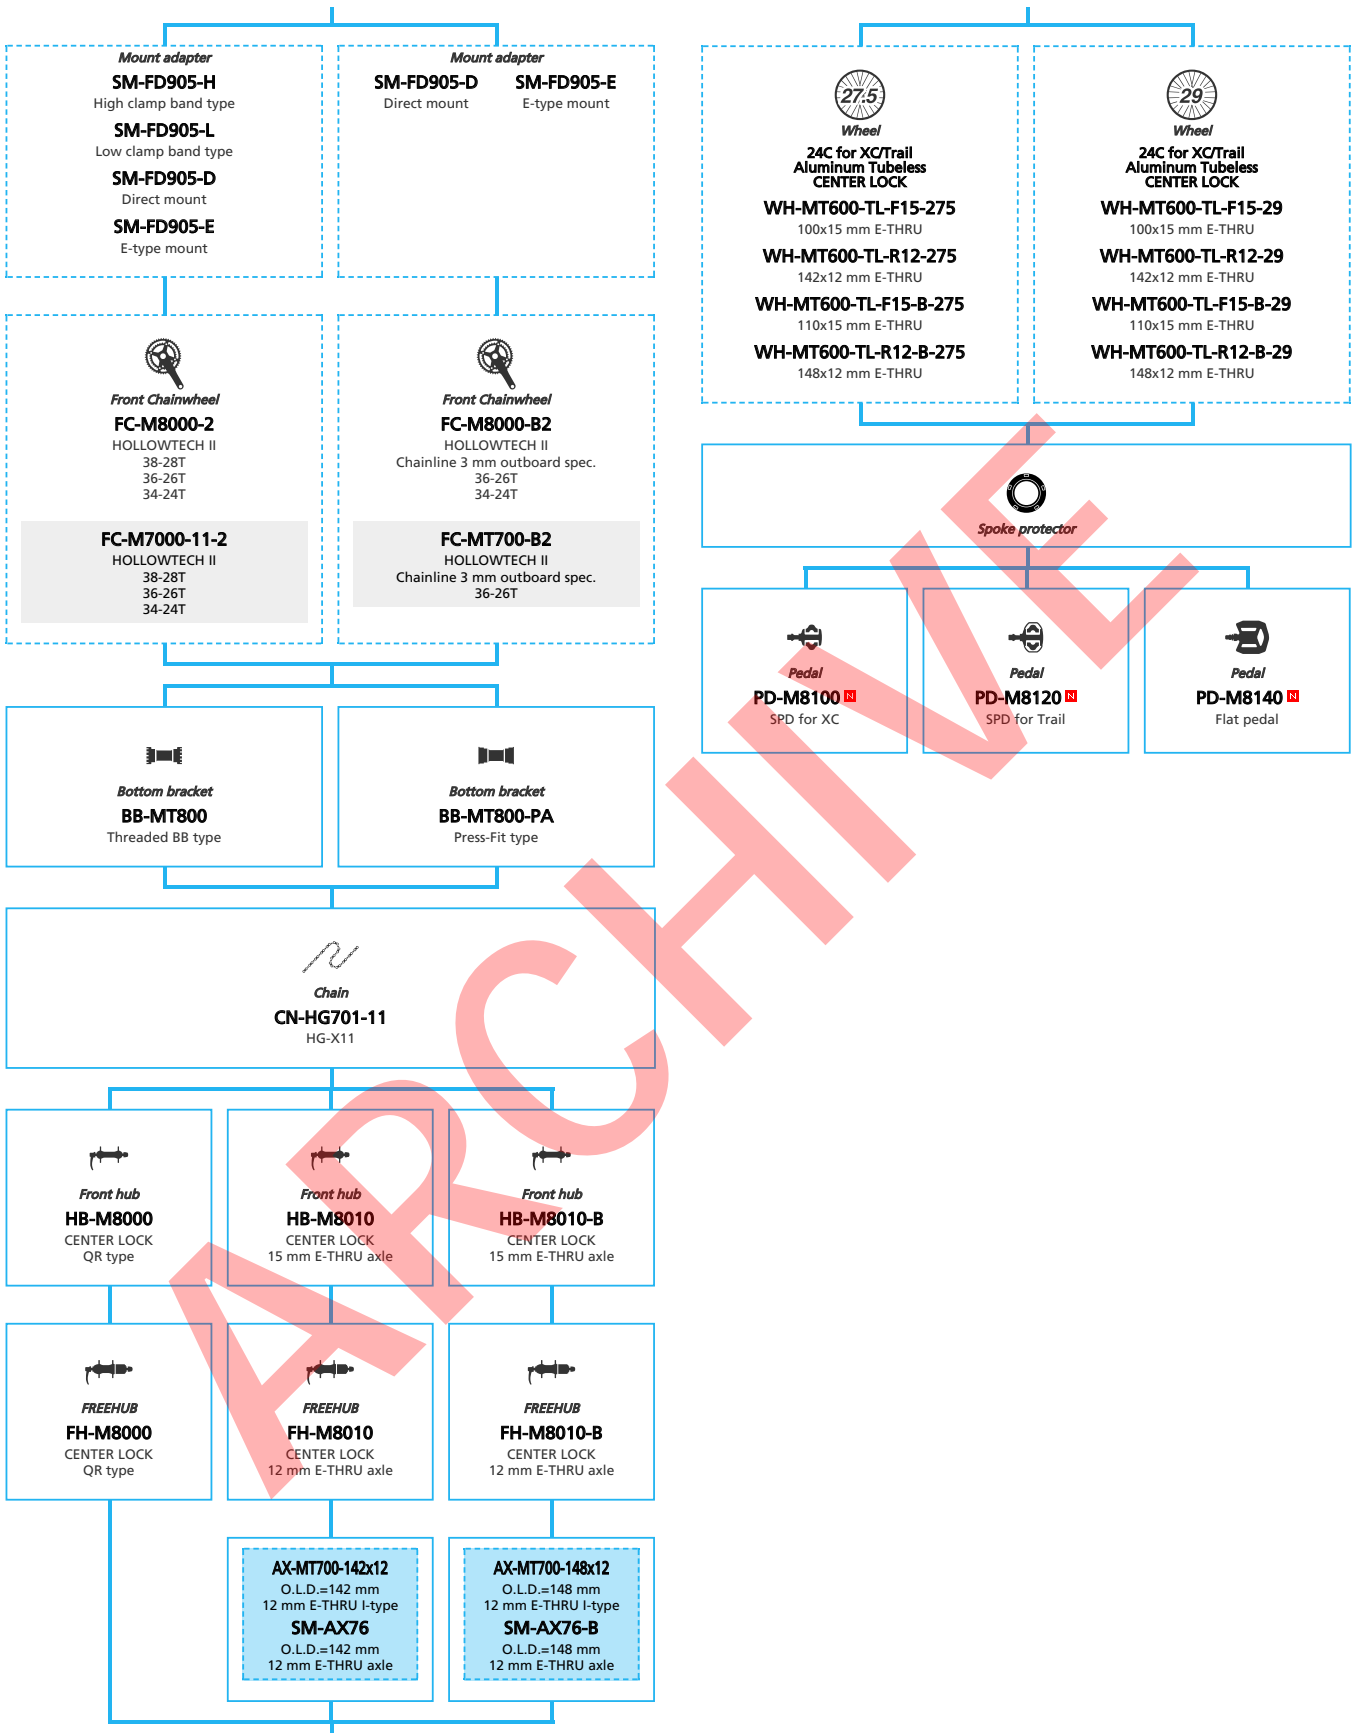 Mount adapter
SM-FD905-H
High clamp band type
SM-FD905-L
Low clamp band type
SM-FD905-D
Direct mount
SM-FD905-E
E-type mount
Mount adapter
SM-FD905-D SM-FD905-E
Direct mount E-type mount
Front Chainwheel
FC-M8000-2
HOLLOWTECH II
38-28T
36-26T
34-24T
FC-M7000-11-2
HOLLOWTECH II
38-28T
36-26T
34-24T
Front Chainwheel
FC-M8000-B2
HOLLOWTECH II
Chainline 3 mm outboard spec.
36-26T
34-24T
FC-MT700-B2
HOLLOWTECH II
Chainline 3 mm outboard spec.
36-26T
Bottom bracket
BB-MT800
Threaded BB type
Bottom bracket
BB-MT800-PA
Press-Fit type
Chain
CN-HG701-11
HG-X11
Front hub
HB-M8000
CENTER LOCK
QR type
Front hub
HB-M8010
CENTER LOCK
15 mm E-THRU axle
Front hub
HB-M8010-B
CENTER LOCK
15 mm E-THRU axle
FREEHUB
FH-M8000
CENTER LOCK
QR type
FREEHUB
FH-M8010
CENTER LOCK
12 mm E-THRU axle
FREEHUB
FH-M8010-B
CENTER LOCK
12 mm E-THRU axle
AX-MT700-142x12
O.L.D.=142 mm
12 mm E-THRU I-type
SM-AX76
O.L.D.=142 mm
12 mm E-THRU axle
AX-MT700-148x12
O.L.D.=148 mm
12 mm E-THRU I-type
SM-AX76-B
O.L.D.=148 mm
12 mm E-THRU axle
27.5
Wheel
24C for XC/Trail
Aluminum Tubeless
CENTER LOCK
WH-MT600-TL-F15-275
100x15 mm E-THRU
WH-MT600-TL-R12-275
142x12 mm E-THRU
WH-MT600-TL-F15-B-275
110x15 mm E-THRU
WH-MT600-TL-R12-B-275
148x12 mm E-THRU
29
Wheel
24C for XC/Trail
Aluminum Tubeless
CENTER LOCK
WH-MT600-TL-F15-29
100x15 mm E-THRU
WH-MT600-TL-R12-29
142x12 mm E-THRU
WH-MT600-TL-F15-B-29
110x15 mm E-THRU
WH-MT600-TL-R12-B-29
148x12 mm E-THRU
Spoke protector
Pedal
PD-M8100 N
SPD for XC
Pedal
PD-M8120 N
SPD for Trail
Pedal
PD-M8140 N
Flat pedal
ARCHIVE